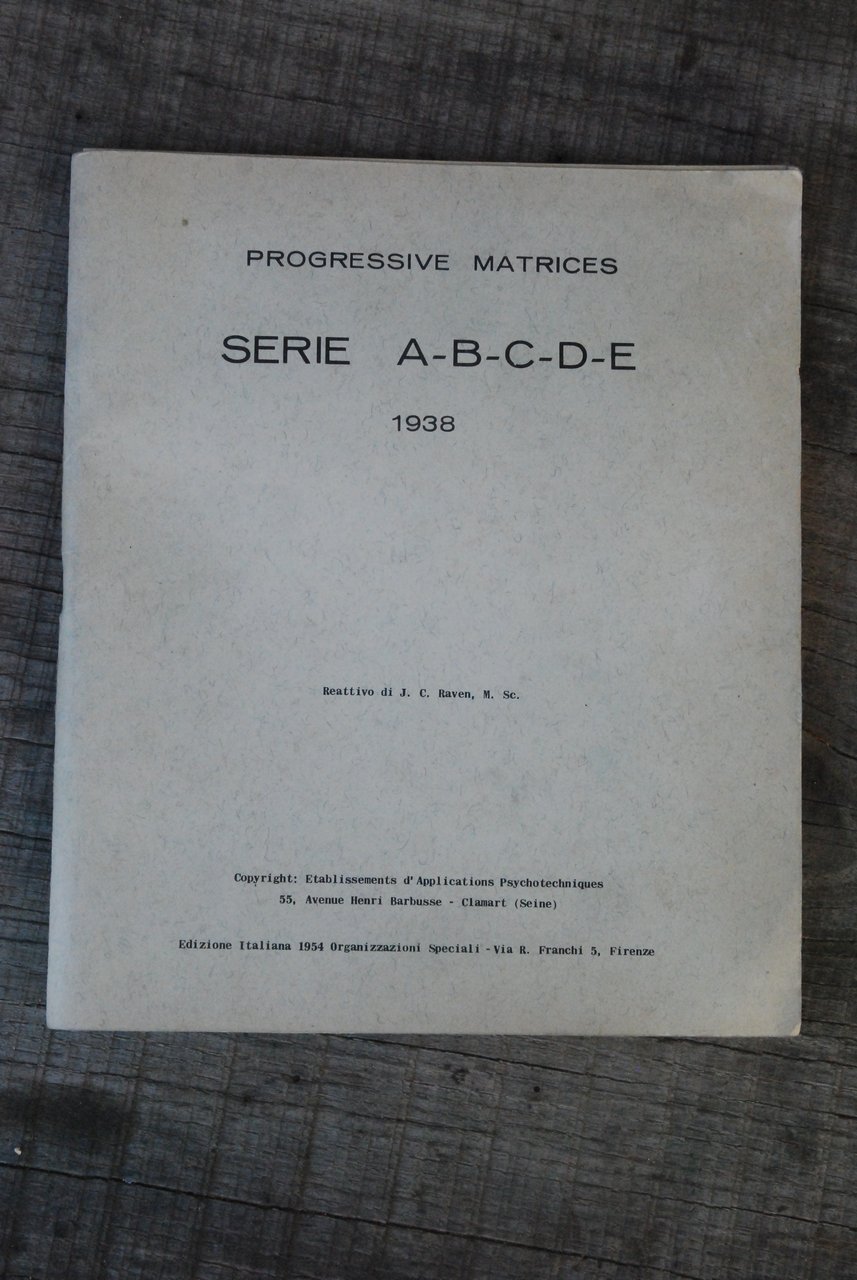 PROGRESSIVE MATRICES
SERIE A-B-C-D-E
1938
Reattivo di J. C. Raven, M. Sc.
Copyright: Etablissements d'Applications Psychotechniques
55, Avenue Henri Barbusse - Clamart (Seine)
Edizione Italiana 1954 Organizzazioni Speciali - Via R. Franchi 5, Firenze